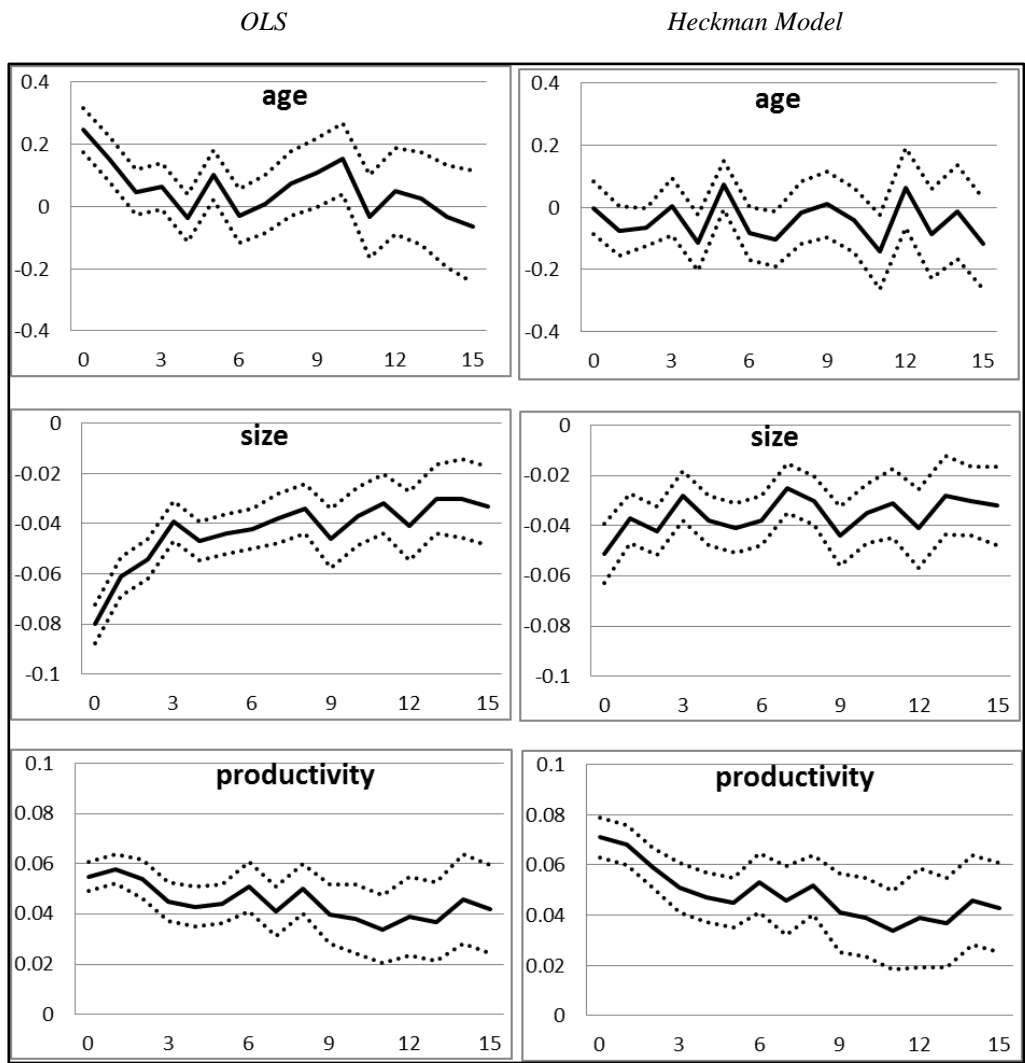 OLS Heckman Model
age age
0.4 0.4
0.2 0.2
0 0
-0.2 -0.2
-0.4 -0.4
0 3 6 9 12 15 0 3 6 9 12 15
size size
0 0
-0.02 -0.02
-0.04 -0.04
-0.06 -0.06
-0.08 -0.08
-0.1 -0.1
0 3 6 9 12 15 0 3 6 9 12 15
productivity productivity
0.1 0.1
0.08 0.08
0.06 0.06
0.04 0.04
0.02 0.02
0 0
0 3 6 9 12 15 0 3 6 9 12 15